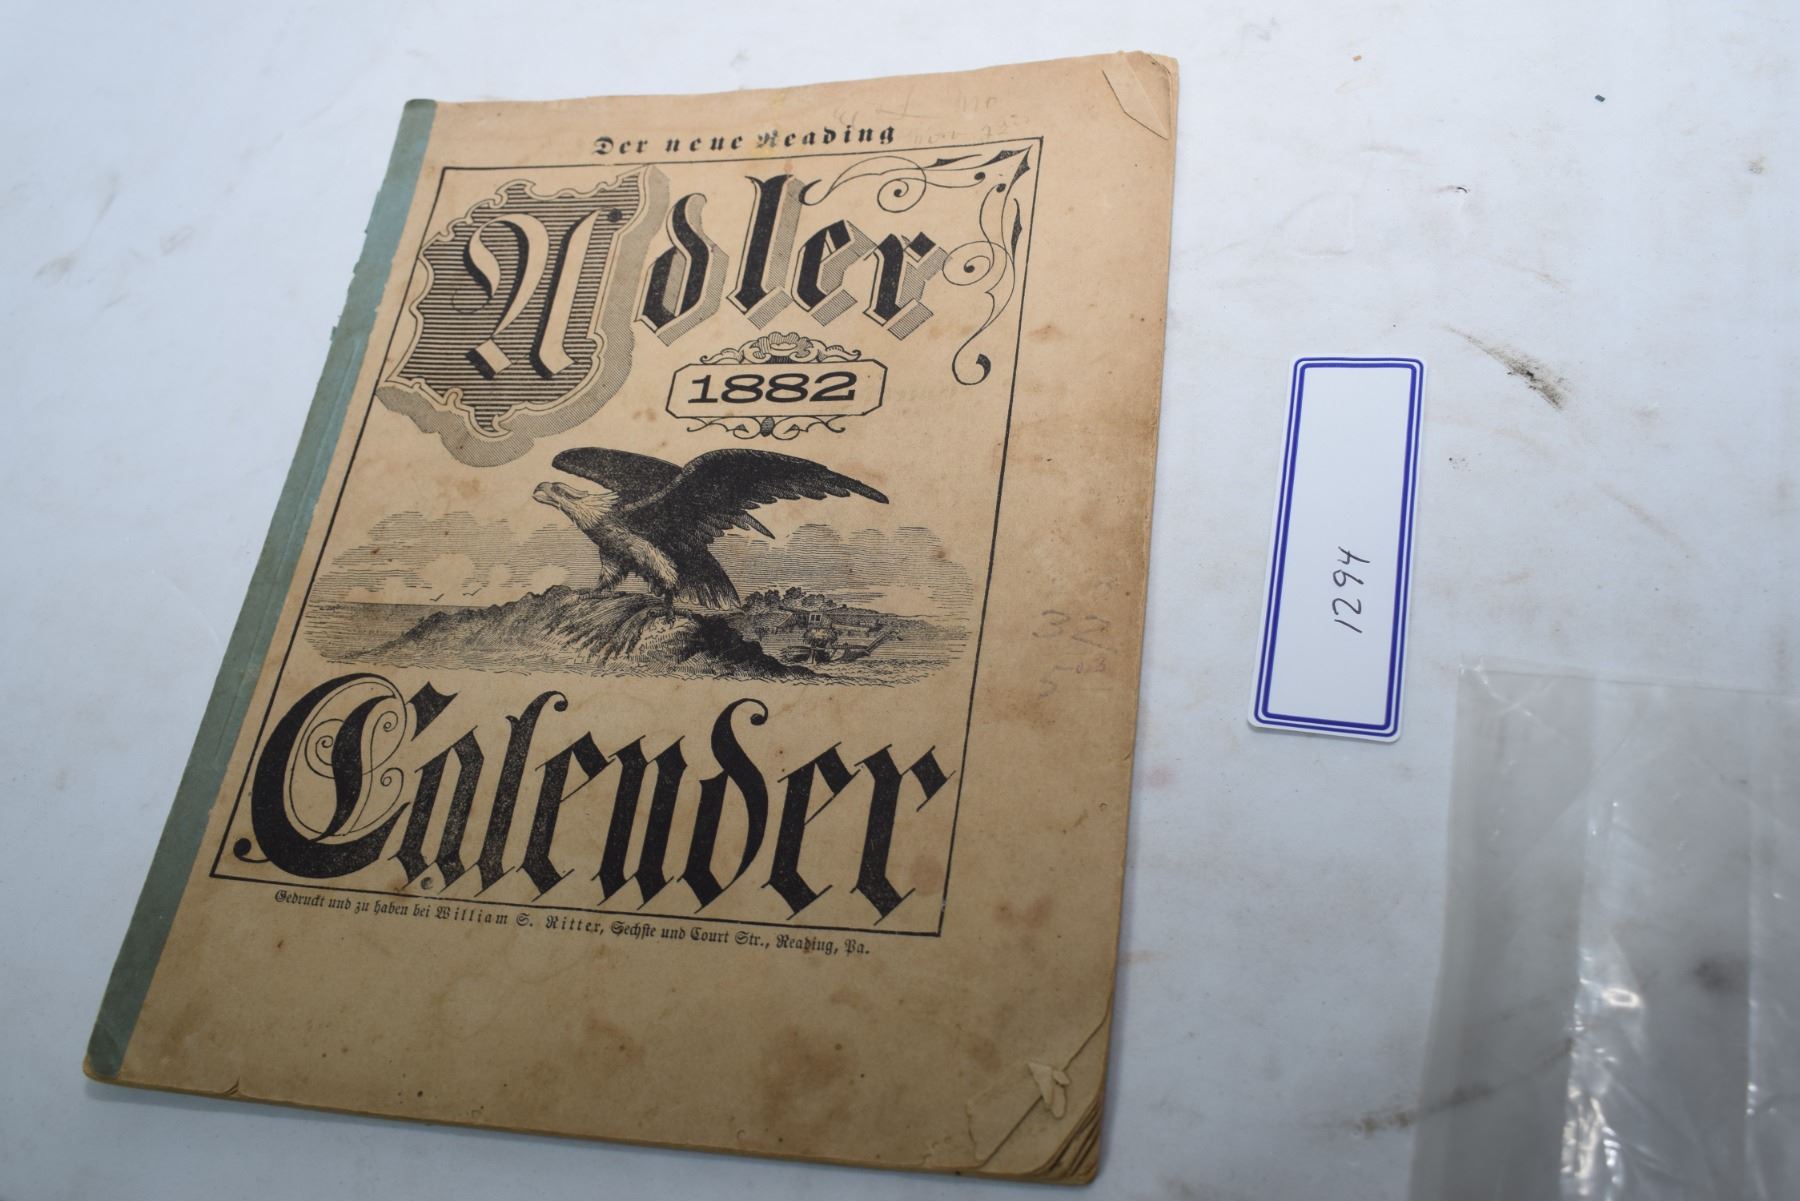 Der neue Reading
Adler
1882
Calender
Gedruckt und zu haben bei William S. Ritter, Sechste und Court Str., Reading, Pa.
32
1294